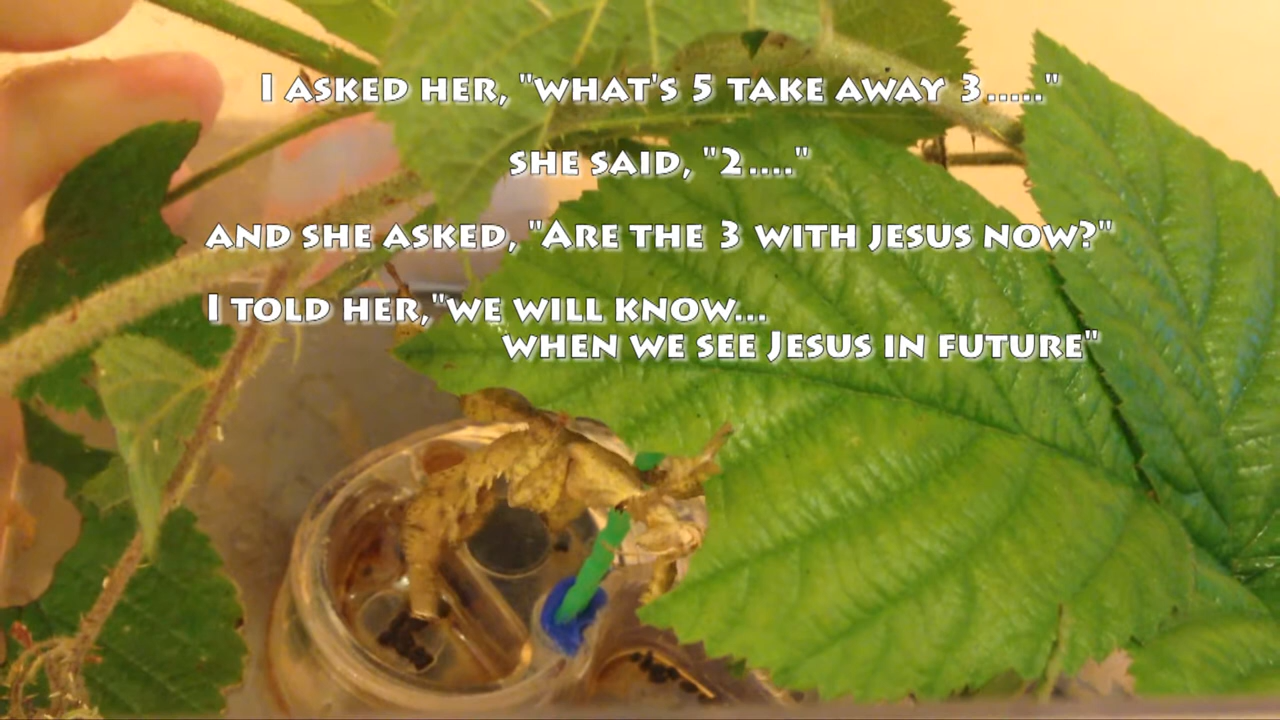 I asked her, "what's 5 take away 3....."
she said, "2...."
and she asked, "Are the 3 with Jesus now?"
I told her,"we will know...
when we see Jesus in future"